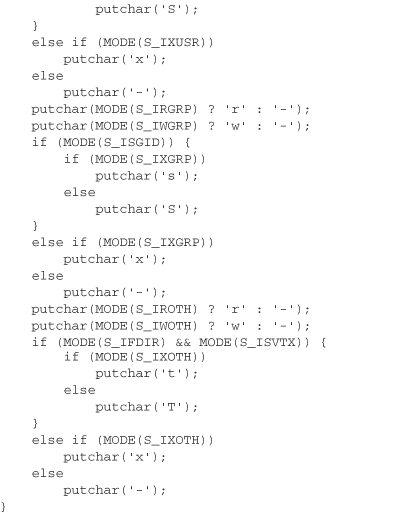 putchar('S');
    }
    else if (MODE(S_IXUSR))
        putchar('x');
    else
        putchar('-');
    putchar(MODE(S_IRGRP) ? 'r' : '-');
    putchar(MODE(S_IWGRP) ? 'w' : '-');
    if (MODE(S_ISGID)) {
        if (MODE(S_IXGRP))
            putchar('s');
        else
            putchar('S');
    }
    else if (MODE(S_IXGRP))
        putchar('x');
    else
        putchar('-');
    putchar(MODE(S_IROTH) ? 'r' : '-');
    putchar(MODE(S_IWOTH) ? 'w' : '-');
    if (MODE(S_IFDIR) && MODE(S_ISVTX)) {
        if (MODE(S_IXOTH))
            putchar('t');
        else
            putchar('T');
    }
    else if (MODE(S_IXOTH))
        putchar('x');
    else
        putchar('-');
}